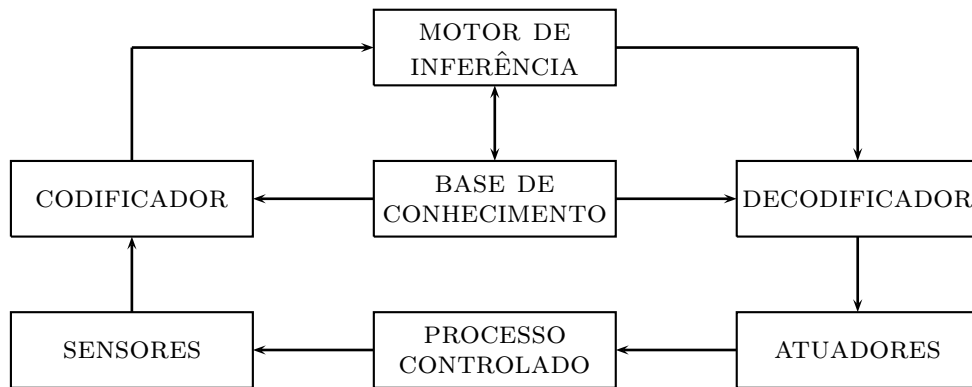 MOTOR DE
INFERÊNCIA
CODIFICADOR
BASE DE
CONHECIMENTO
DECODIFICADOR
SENSORES
PROCESSO
CONTROLADO
ATUADORES